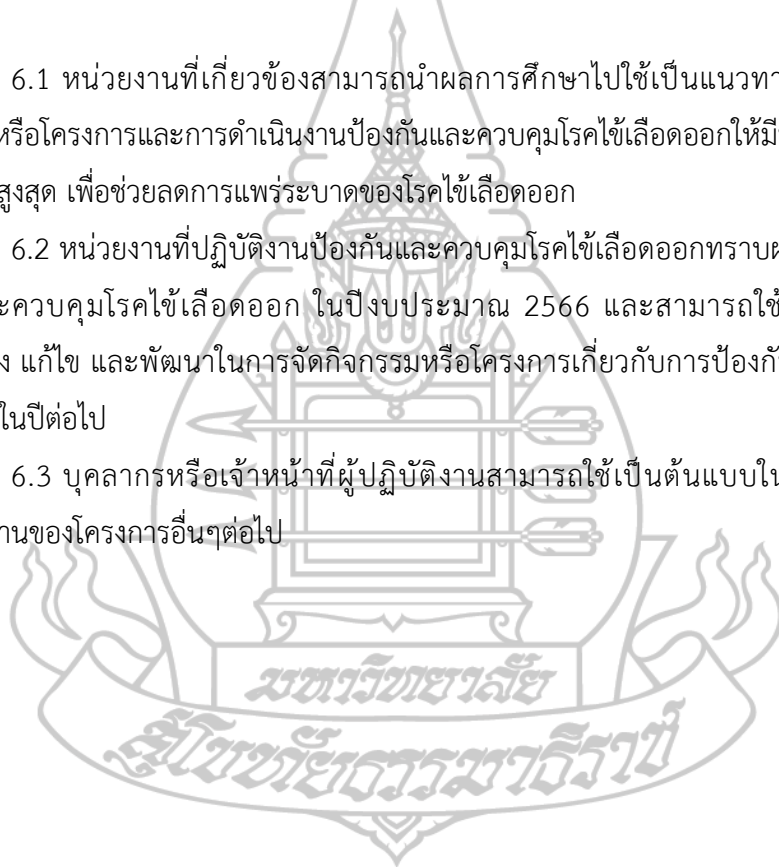 6.1 หน่วยงานที่เกี่ยวข้องสามารถนำผลการศึกษาไปใช้เป็นแนวทา
หรือโครงการและการดำเนินงานป้องกันและควบคุมโรคไข้เลือดออกให้มี
สูงสุด เพื่อช่วยลดการแพร่ระบาดของโรคไข้เลือดออก
6.2 หน่วยงานที่ปฏิบัติงานป้องกันและควบคุมโรคไข้เลือดออกทราบผ
ะควบคุมโรคไข้เลือดออก ในปีงบประมาณ 2566 และสามารถใช้
ง แก้ไข และพัฒนาในการจัดกิจกรรมหรือโครงการเกี่ยวกับการป้องกั
ในปีต่อไป
6.3 บุคลากรหรือเจ้าหน้าที่ผู้ปฏิบัติงานสามารถใช้เป็นต้นแบบใน
านของโครงการอื่นๆต่อไป
มหาวิทยาลัย
สุโขทัยธรรมาธิราช